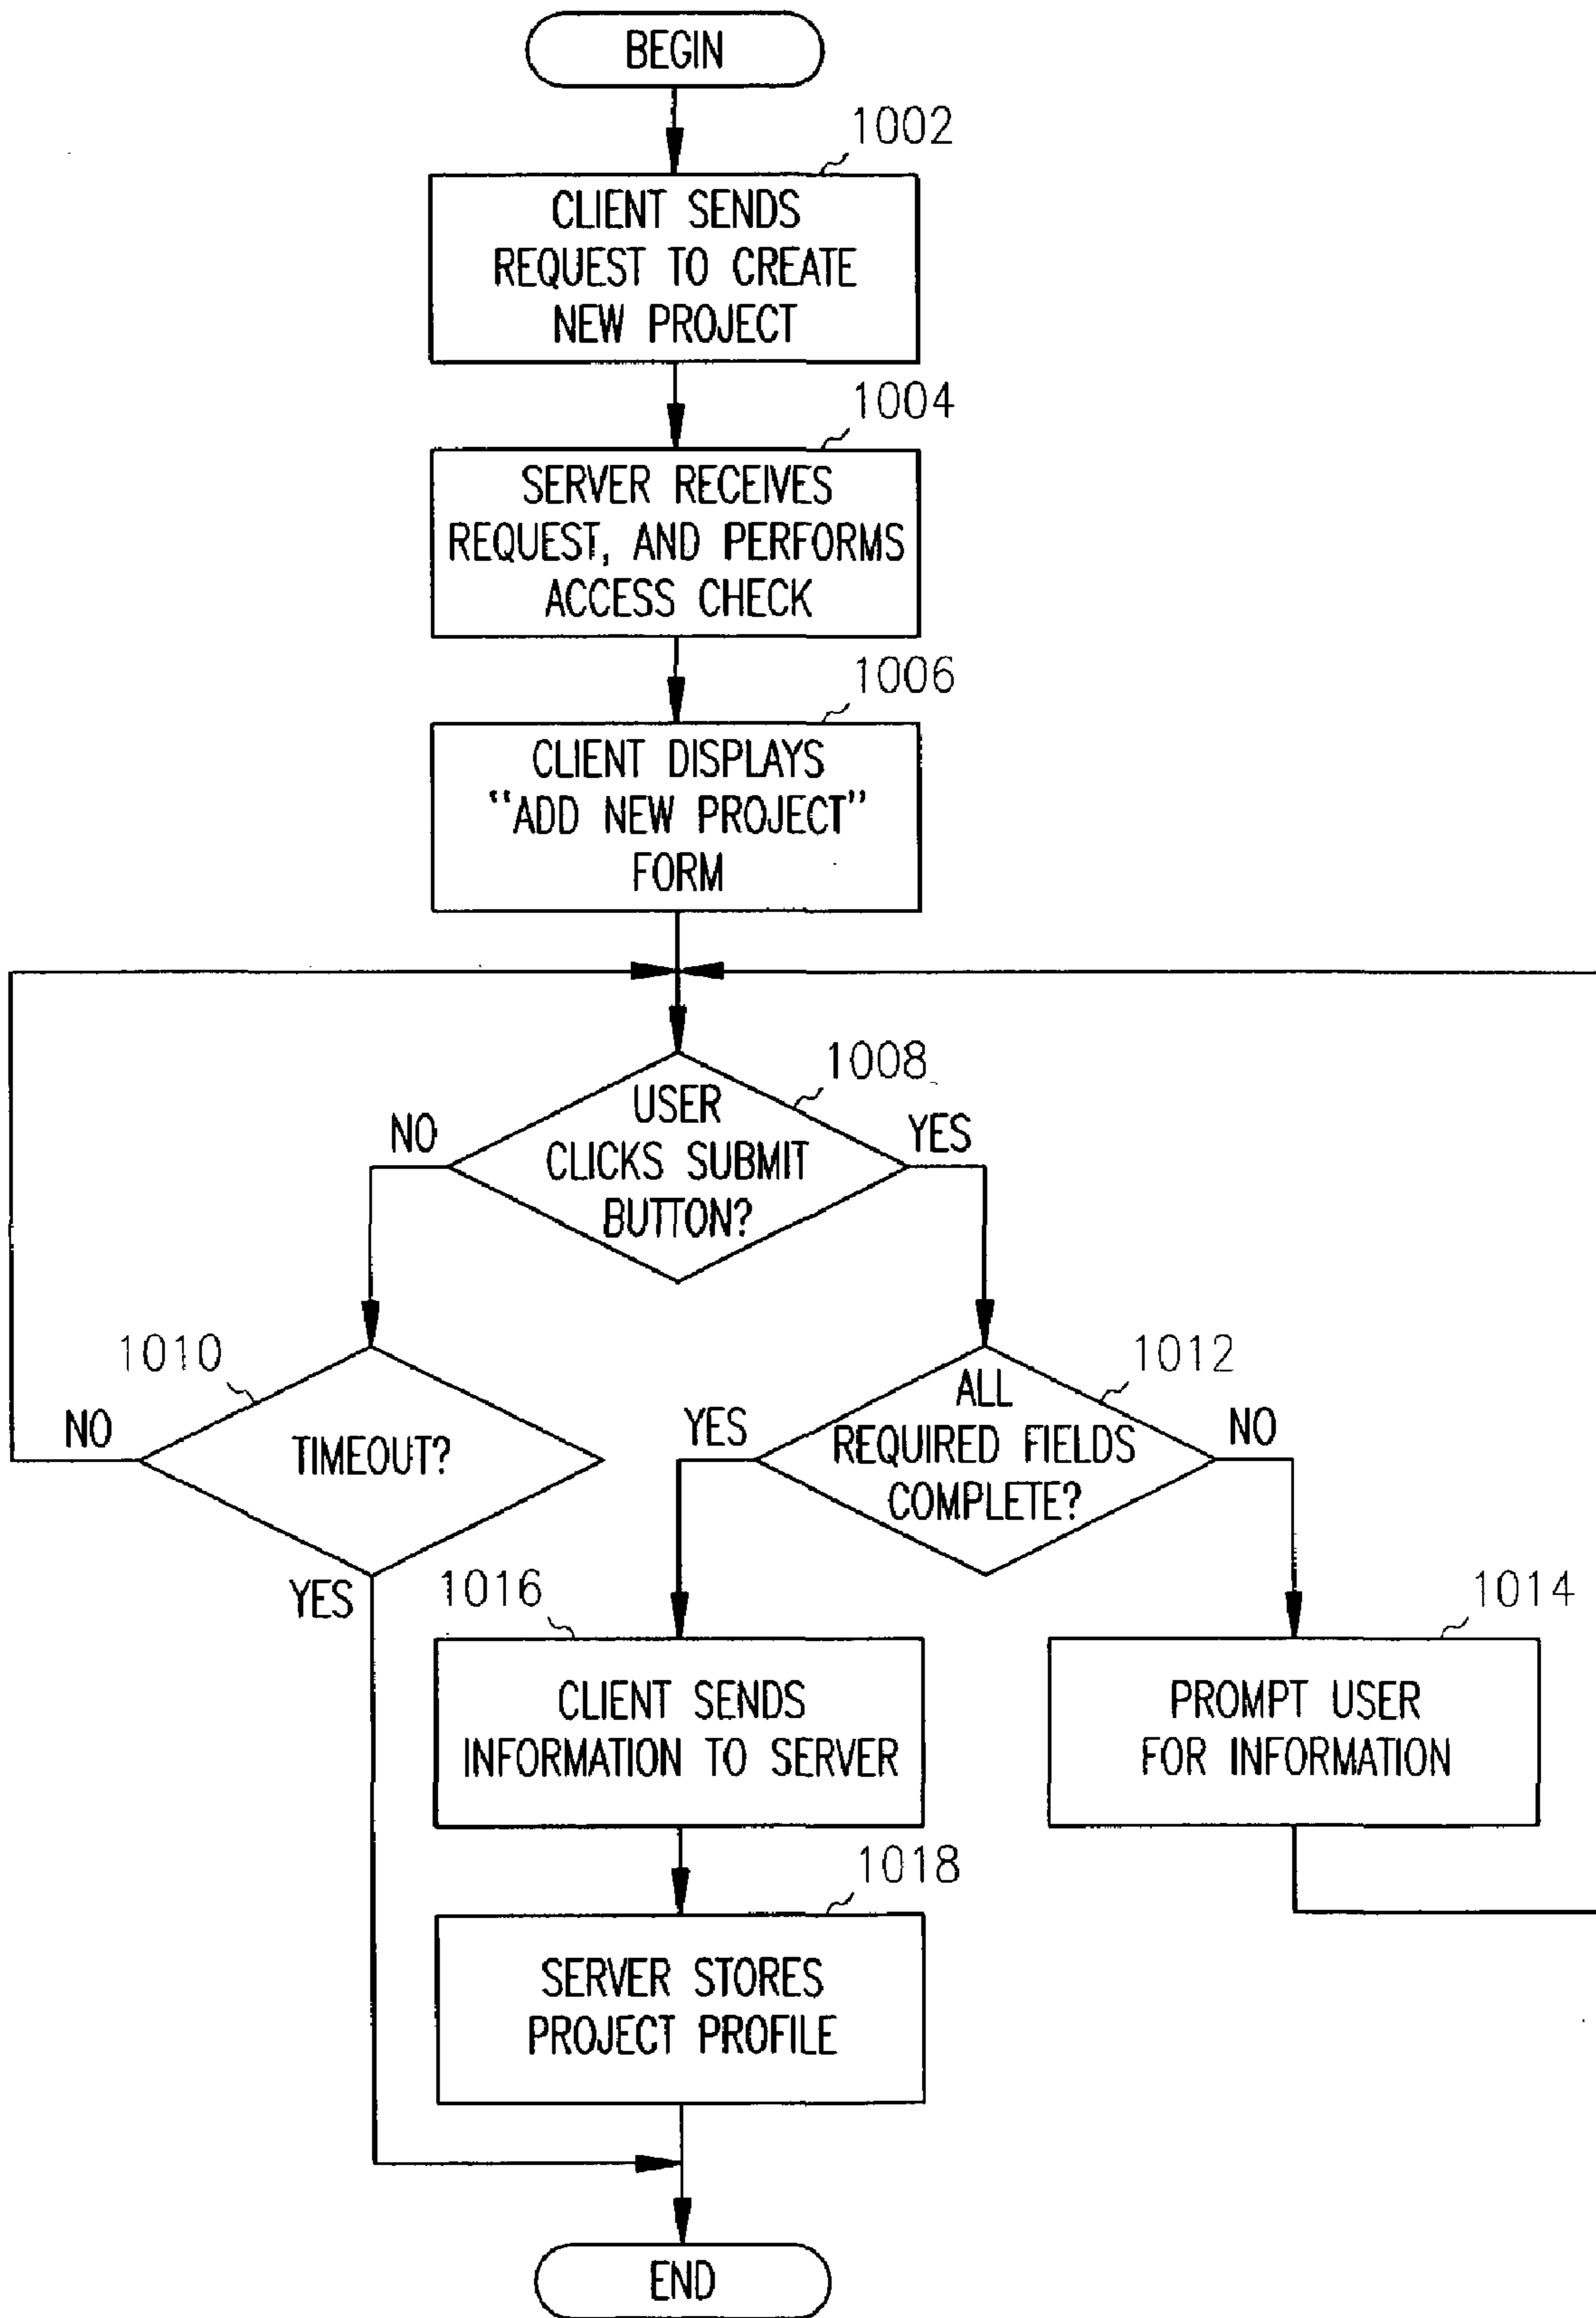 BEGIN
1002
CLIENT SENDS
REQUEST TO CREATE
NEW PROJECT
1004
SERVER RECEIVES
REQUEST, AND PERFORMS
ACCESS CHECK
1006
CLIENT DISPLAYS
"ADD NEW PROJECT"
FORM
1008
USER
CLICKS SUBMIT
BUTTON?
NO
YES
1010
TIMEOUT?
NO
YES
1012
ALL
REQUIRED FIELDS
COMPLETE?
YES
NO
1016
CLIENT SENDS
INFORMATION TO SERVER
1014
PROMPT USER
FOR INFORMATION
1018
SERVER STORES
PROJECT PROFILE
END